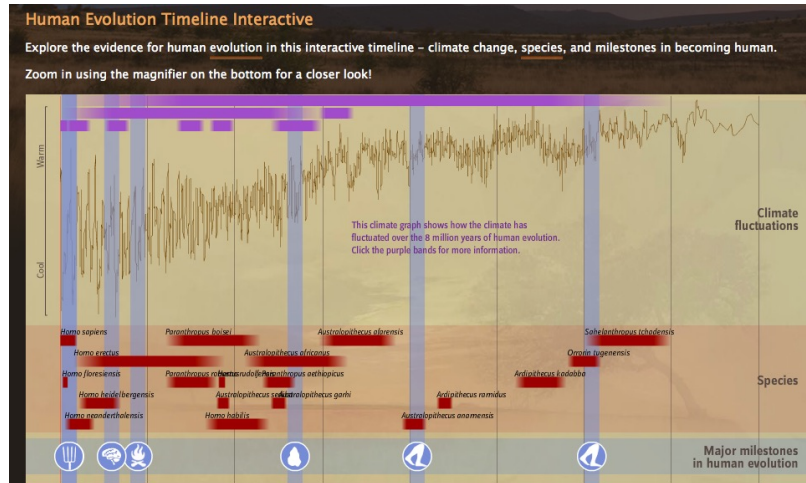 Human Evolution Timeline Interactive
Explore the evidence for human evolution in this interactive timeline – climate change, species, and milestones in becoming human.
Zoom in using the magnifier on the bottom for a closer look!
Warm
Cool
This climate graph shows how the climate has
fluctuated over the 8 million years of human evolution.
Click the purple bands for more information.
Climate
fluctuations
Homo sapiens
Paranthropus boisei
Australopithecus afarensis
Sahelanthropus tchadensis
Homo erectus
Australopithecus africanus
Orrorin tugenensis
Homo floresiensis
Paranthropus
Paranthropus aethiopicus
Ardipithecus kadabba
Species
Homo heidelbergensis
Australopithecus
Australopithecus garhi
Ardipithecus ramidus
Homo neanderthalensis
Homo habilis
Australopithecus anamensis
Major milestones
in human evolution